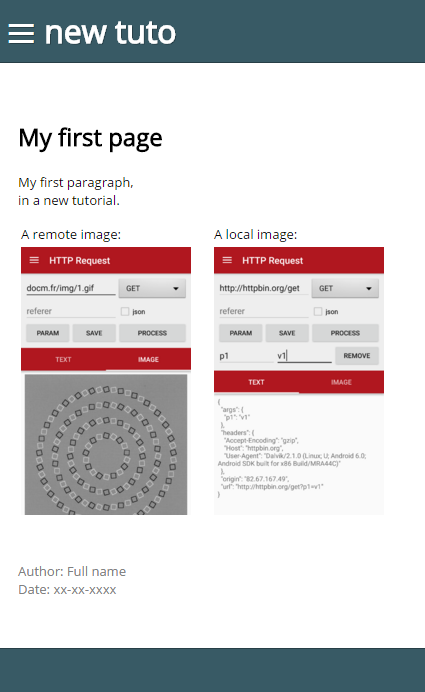 new tuto
My first page
My first paragraph,
in a new tutorial.
A remote image:
HTTP Request
docm.fr/img/1.gif GET
referer json
PARAM SAVE PROCESS
TEXT IMAGE
A local image:
HTTP Request
http://httpbin.org/get GET
referer json
PARAM SAVE PROCESS
p1 v1 REMOVE
TEXT IMAGE
{
"args": {
"p1": "v1"
},
"headers": {
"Accept-Encoding": "gzip",
"Host": "httpbin.org",
"User-Agent": "Dalvik/2.1.0 (Linux; U; Android 6.0;
Android SDK built for x86 Build/MRA44C)"
},
"origin": "82.67.167.49",
"url": "http://httpbin.org/get?p1=v1"
}
Author: Full name
Date: xx-xx-xxxx